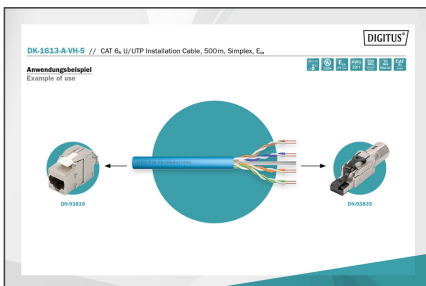 DIGITUS®
DK-1613-A-VH-5 // CAT 6A U/UTP Installation Cable, 500m, Simplex, Eca
Anwendungsbeispiel
Example of use
DN-93616
DN-93835